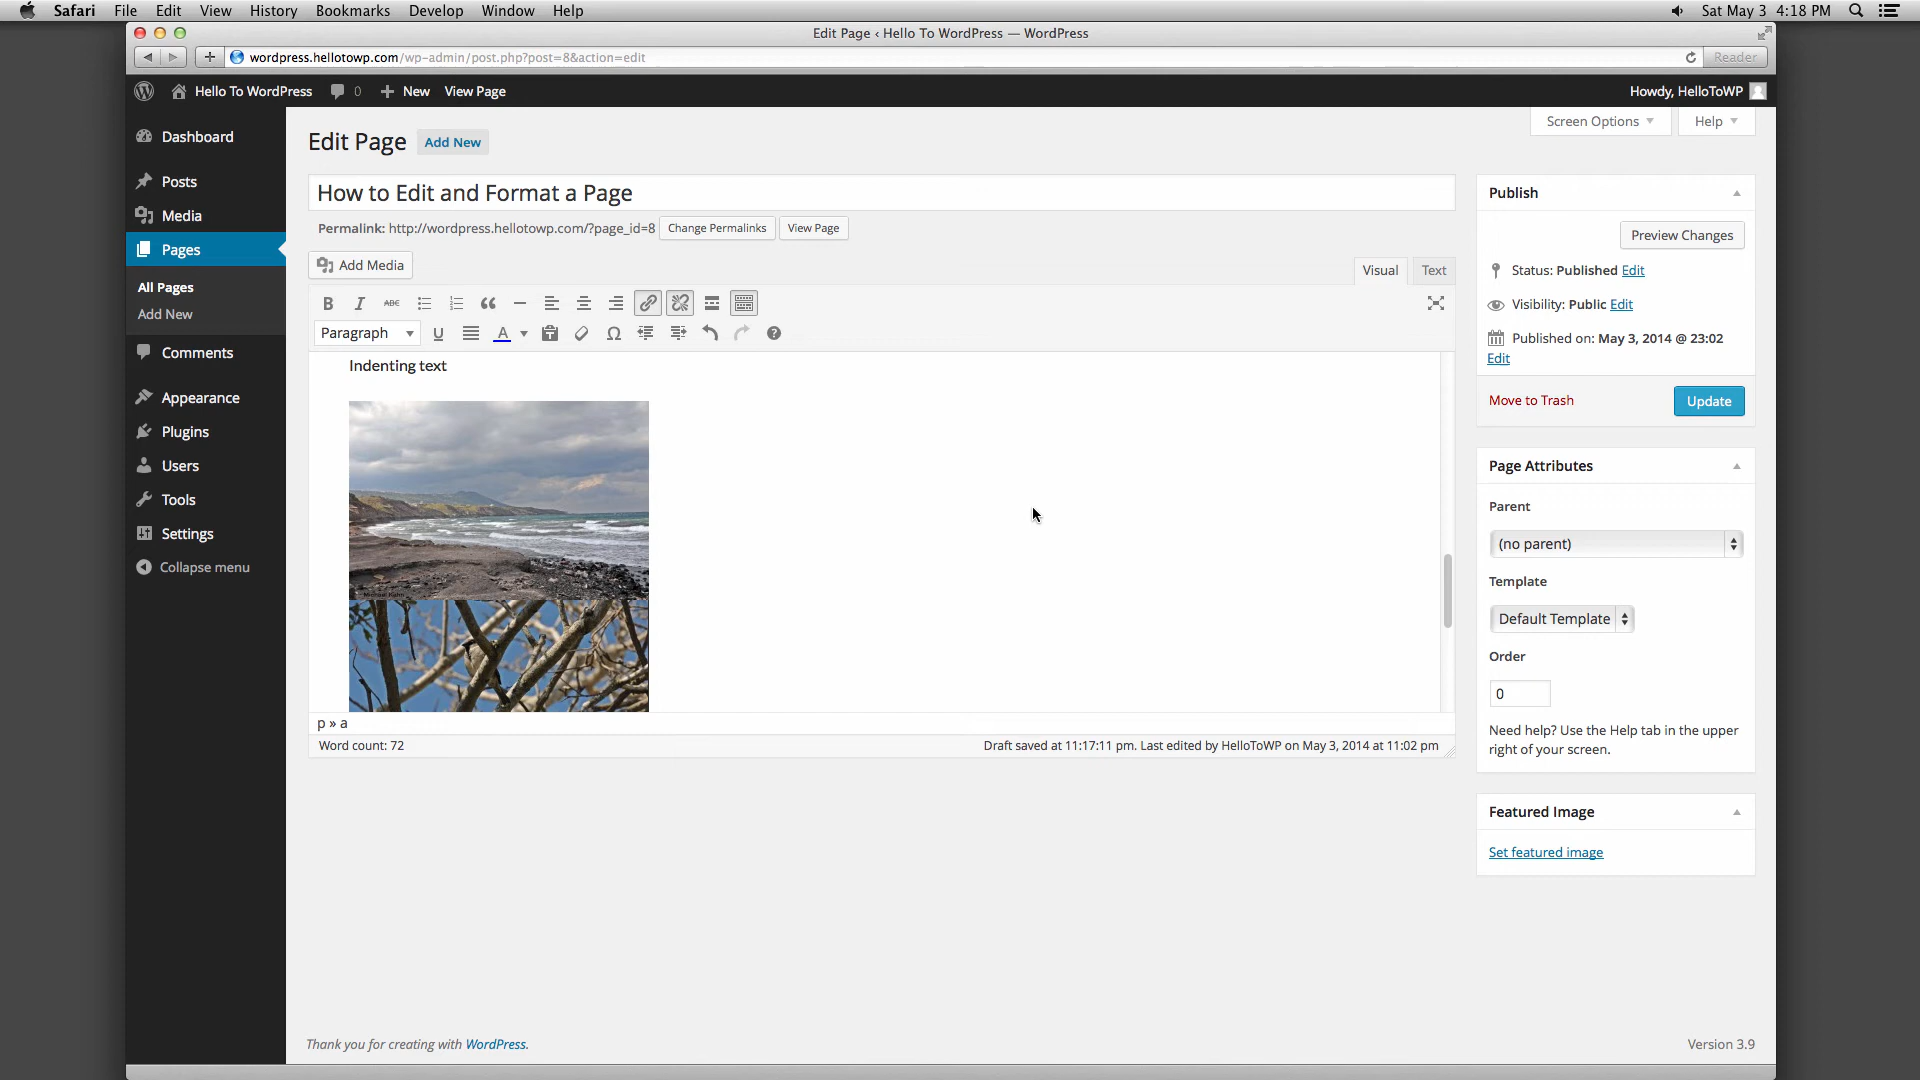 Safari File Edit View History Bookmarks Develop Window Help Sat May 3 4:18 PM
Edit Page ‹ Hello To WordPress — WordPress
wordpress.hellotowp.com/wp-admin/post.php?post=8&action=edit Reader
Hello To WordPress 0 New View Page Howdy, HelloToWP
Screen Options Help
Dashboard
Posts
Media
Pages
All Pages
Add New
Comments
Appearance
Plugins
Users
Tools
Settings
Collapse menu
Edit Page Add New
How to Edit and Format a Page
Permalink: http://wordpress.hellotowp.com/?page_id=8 Change Permalinks View Page
Add Media
Visual Text
B I ABC
Paragraph U A Ω ?
Indenting text
p » a
Word count: 72
Draft saved at 11:17:11 pm. Last edited by HelloToWP on May 3, 2014 at 11:02 pm
Publish
Preview Changes
Status: Published Edit
Visibility: Public Edit
Published on: May 3, 2014 @ 23:02
Edit
Move to Trash Update
Page Attributes
Parent
(no parent)
Template
Default Template
Order
0
Need help? Use the Help tab in the upper
right of your screen.
Featured Image
Set featured image
Thank you for creating with WordPress.
Version 3.9